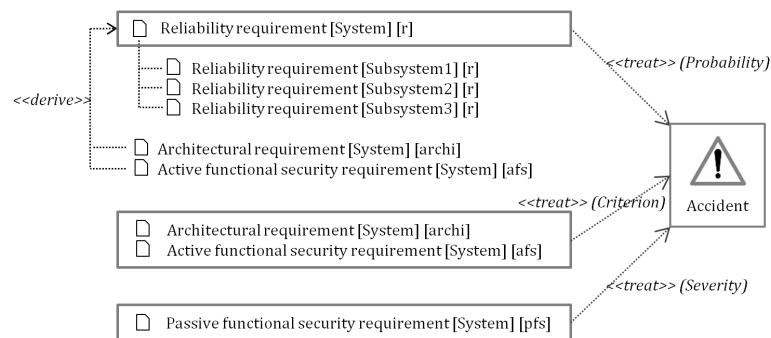 Reliability requirement [System] [r]
<<treat>> (Probability)
Reliability requirement [Subsystem1] [r]
Reliability requirement [Subsystem2] [r]
<<derive>>
Reliability requirement [Subsystem3] [r]
Architectural requirement [System] [archi]
Active functional security requirement [System] [afs]
<<treat>> (Criterion)
Accident
Architectural requirement [System] [archi]
Active functional security requirement [System] [afs]
<<treat>> (Severity)
Passive functional security requirement [System] [pfs]